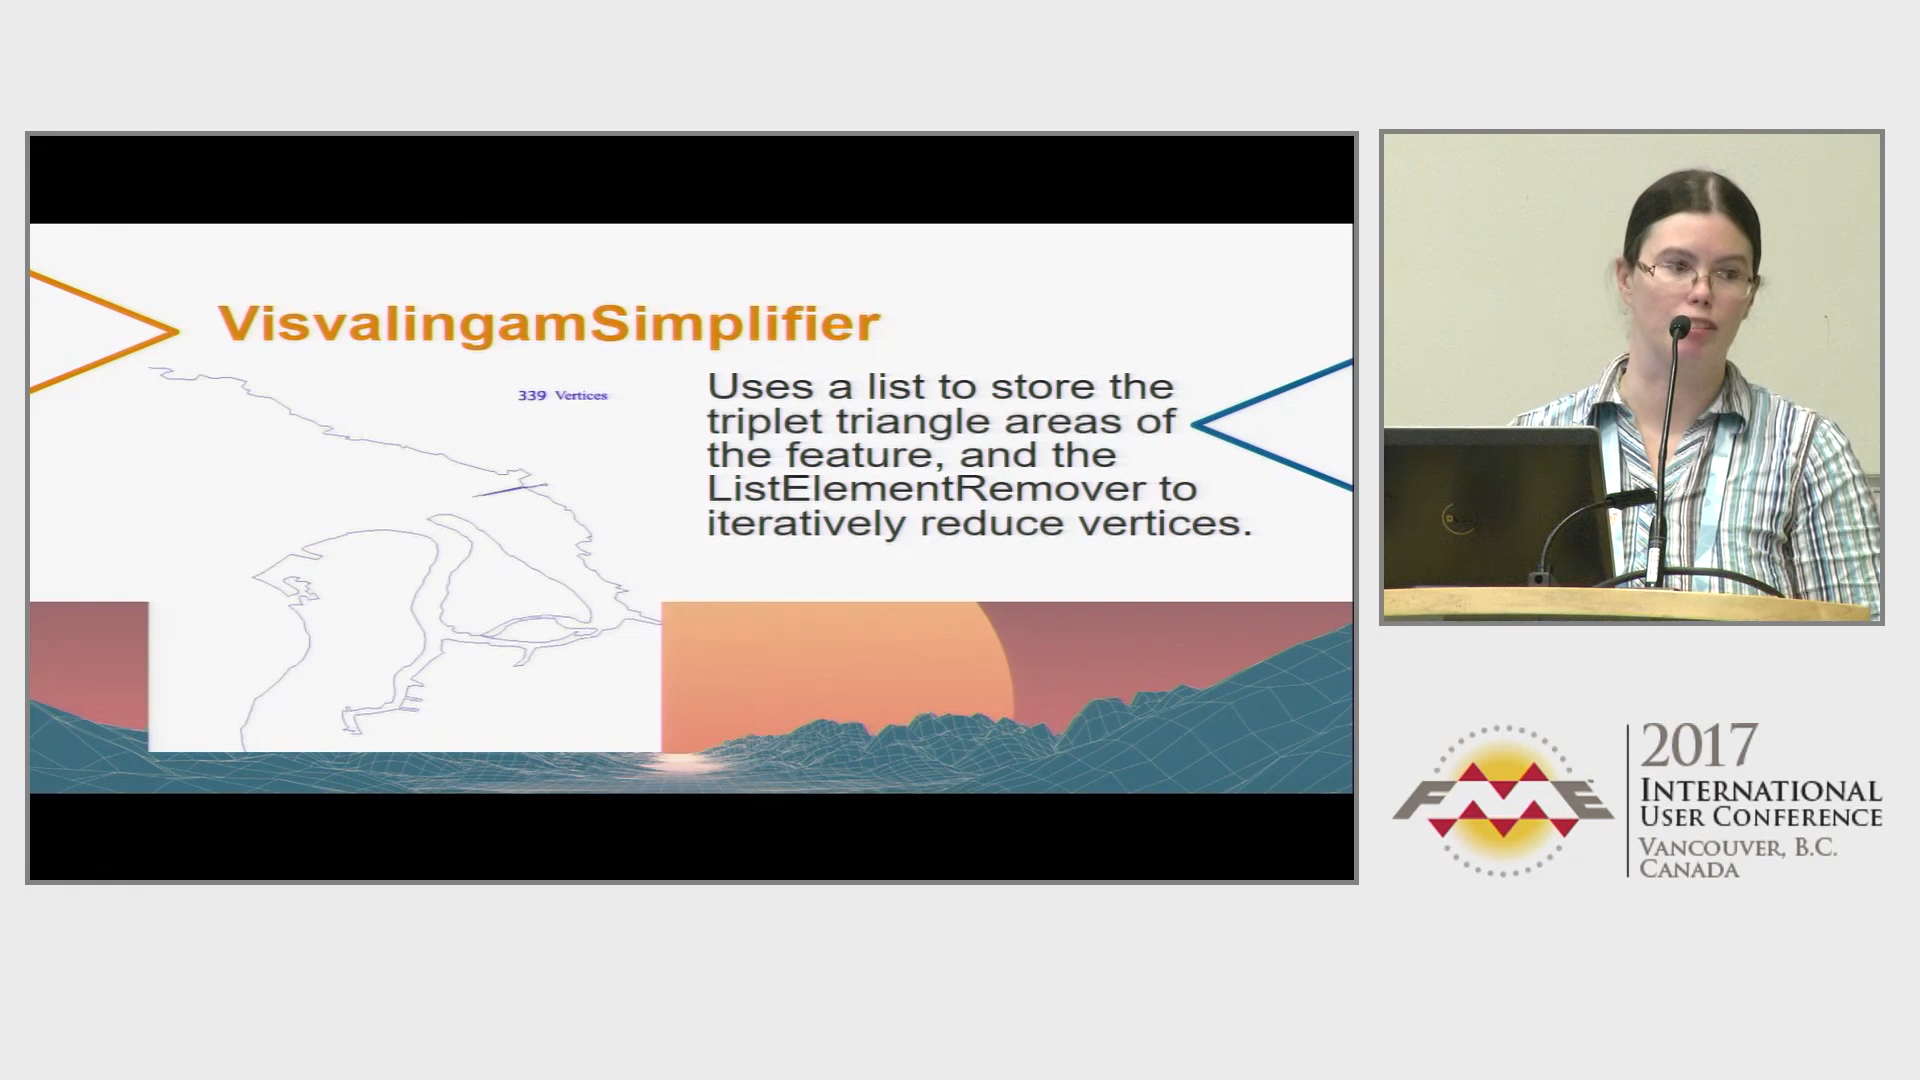 VisvalingamSimplifier
339 Vertices
Uses a list to store the
triplet triangle areas of
the feature, and the
ListElementRemover to
iteratively reduce vertices.
FME
2017
INTERNATIONAL
USER CONFERENCE
VANCOUVER, B.C.
CANADA